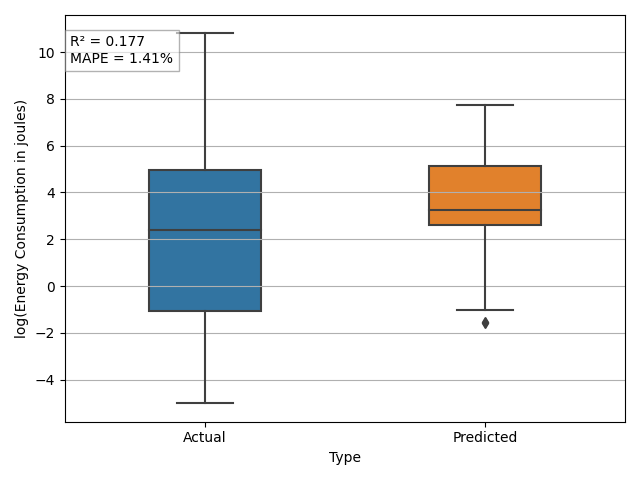 R² = 0.177
MAPE = 1.41%
10
8
6
4
2
0
−2
−4
log(Energy Consumption in joules)
Actual
Predicted
Type